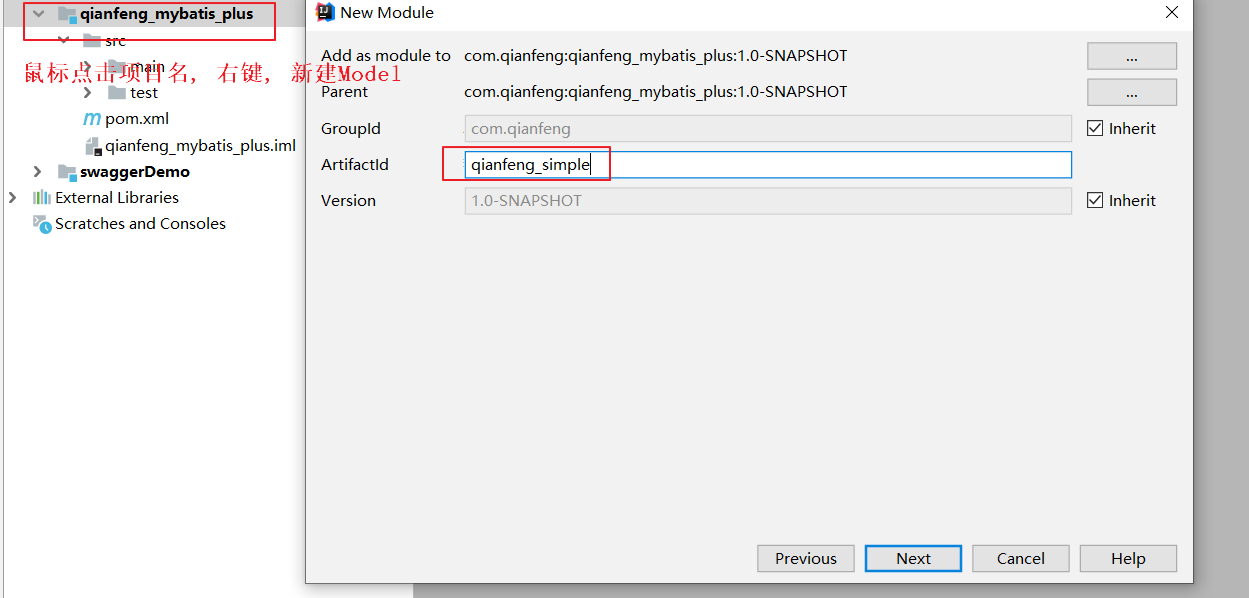 qianfeng_mybatis_plus
src
main
鼠标点击项目名, 右键, 新建Model
test
pom.xml
qianfeng_mybatis_plus.iml
swaggerDemo
External Libraries
Scratches and Consoles
New Module
Add as module to com.qianfeng:qianfeng_mybatis_plus:1.0-SNAPSHOT ...
Parent com.qianfeng:qianfeng_mybatis_plus:1.0-SNAPSHOT ...
GroupId com.qianfeng Inherit
ArtifactId qianfeng_simple
Version 1.0-SNAPSHOT Inherit
Previous Next Cancel Help